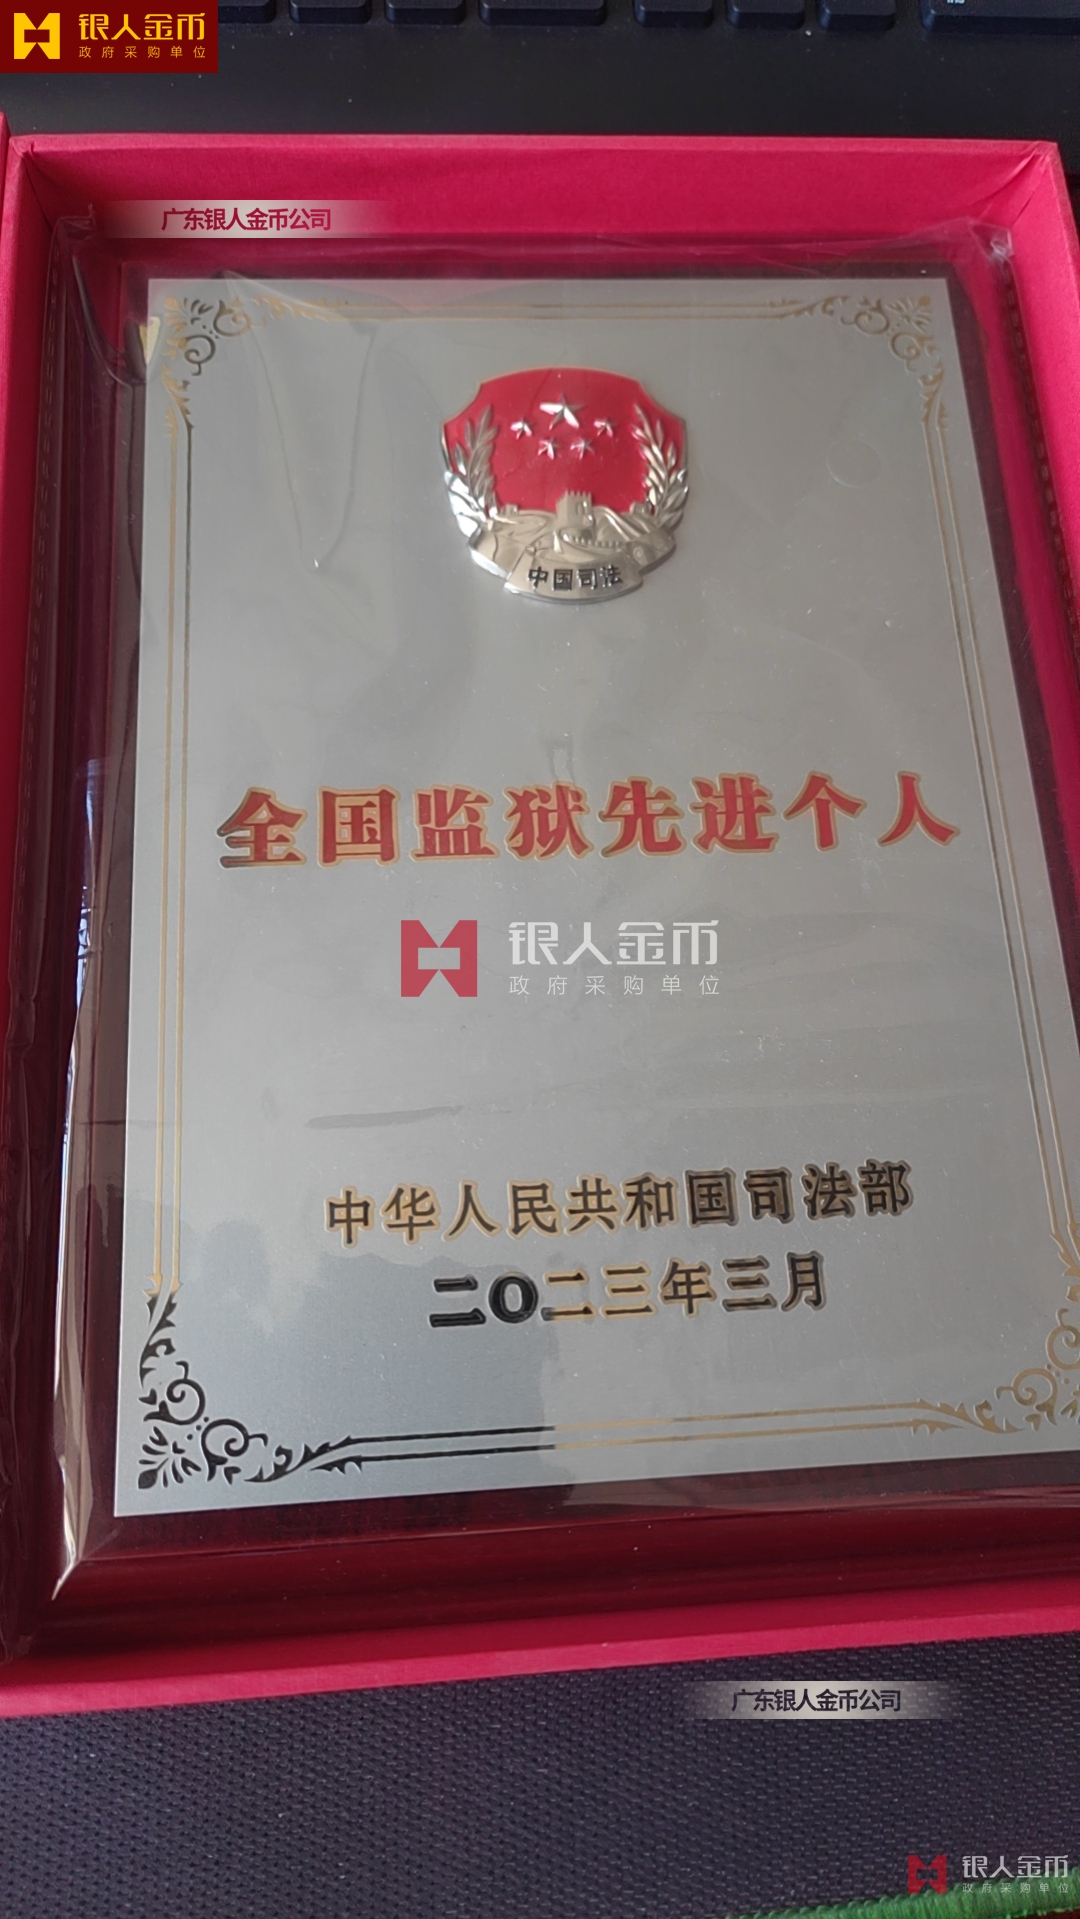 银人金币
政府采购单位
广东银人金币公司
中国司法
全国监狱先进个人
银人金币
政府采购单位
中华人民共和国司法部
二〇二三年三月
广东银人金币公司
银人金币
政府采购单位